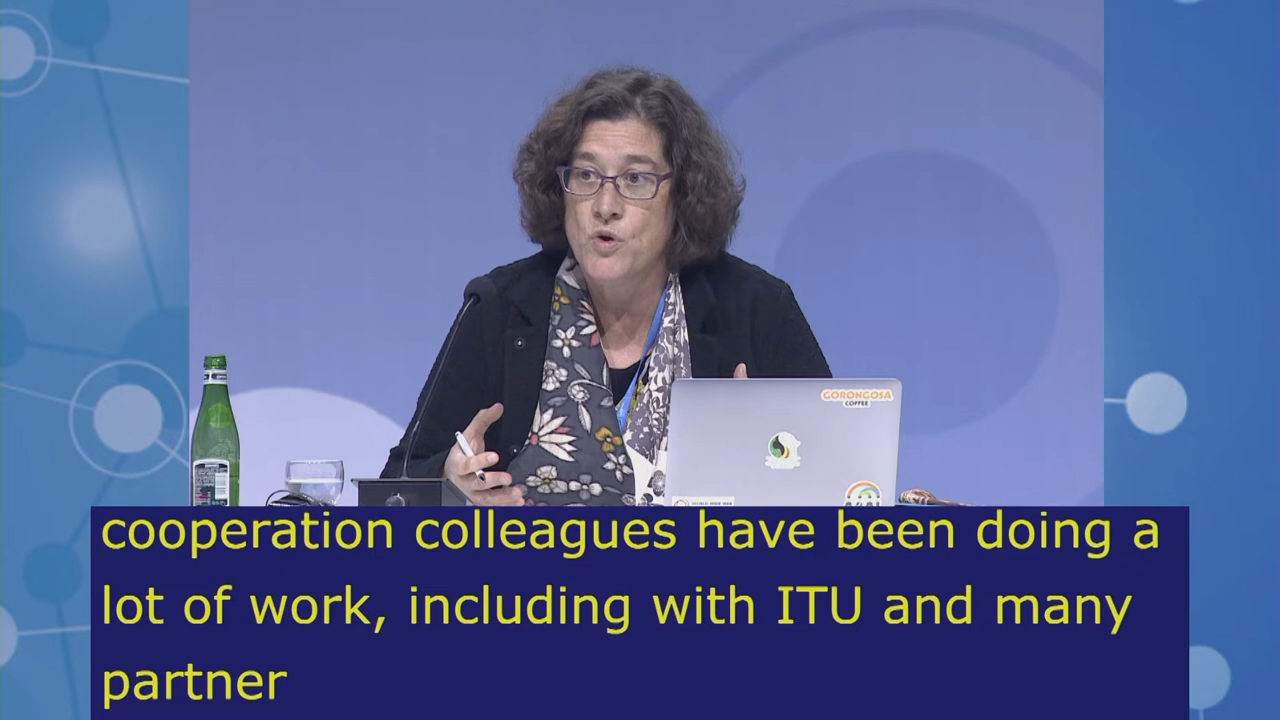 GORONGOSA
COFFEE
cooperation colleagues have been doing a
lot of work, including with ITU and many
partner